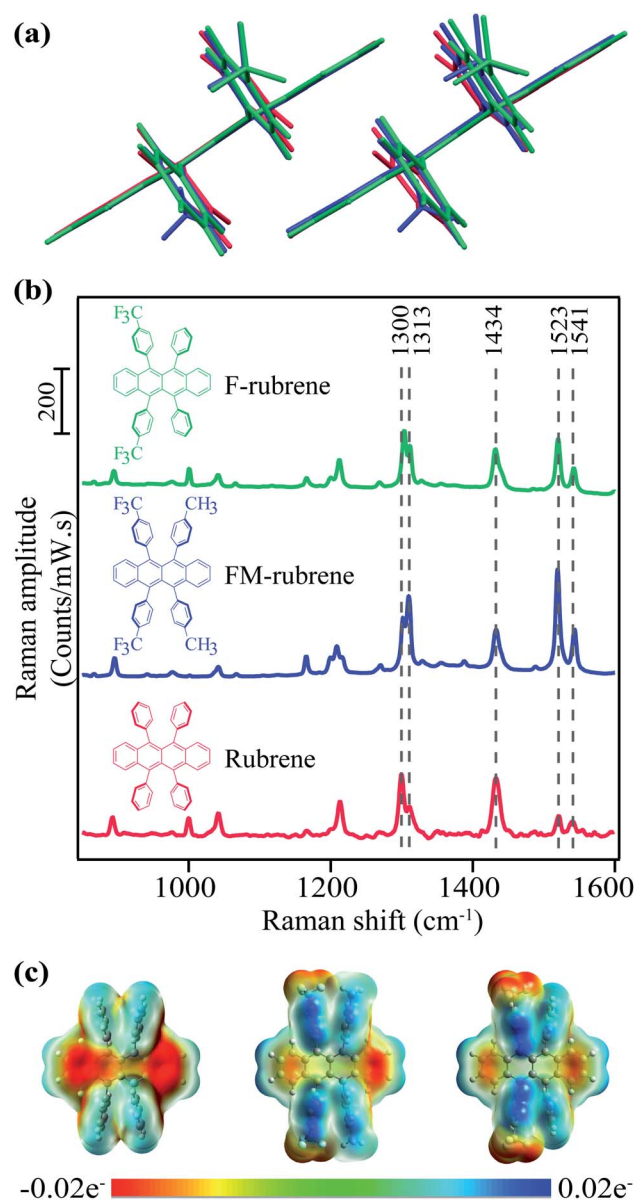 (a)
(b)
1300
1313
1434
1523
1541
200
F₃C
F-rubrene
F₃C
F₃C
CH₃
FM-rubrene
F₃C
CH₃
Rubrene
Raman amplitude
(Counts/mW.s)
1000
1200
1400
1600
Raman shift (cm⁻¹)
(c)
-0.02e⁻
0.02e⁻